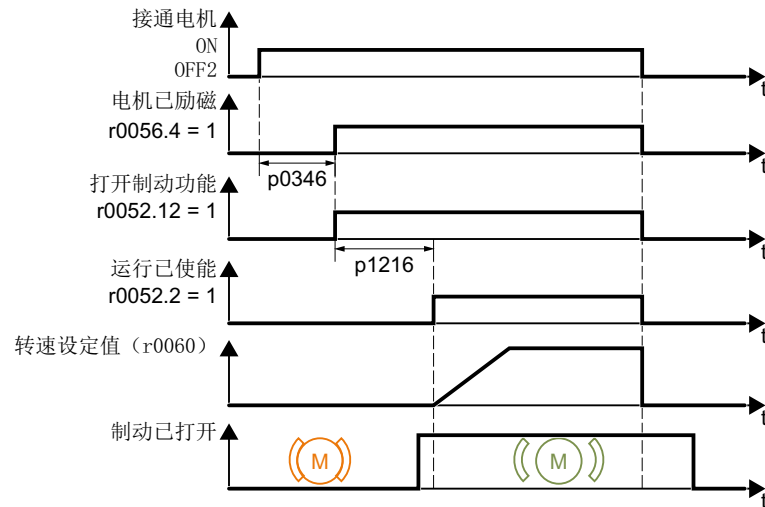 接通电机
ON
OFF2
t
电机已励磁
r0056.4 = 1
t
p0346
打开制动功能
r0052.12 = 1
t
p1216
运行已使能
r0052.2 = 1
t
转速设定值（r0060）
t
制动已打开
M
M
t